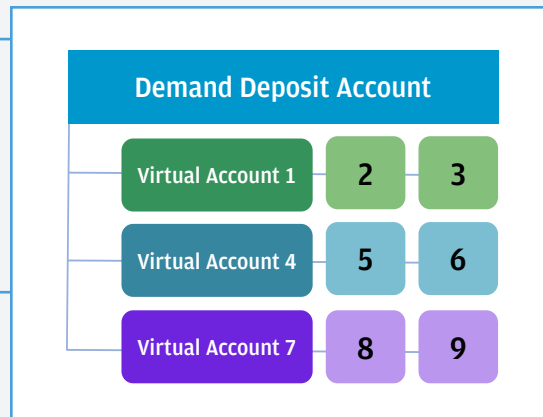 Demand Deposit Account
Virtual Account 1 2 3
Virtual Account 4 5 6
Virtual Account 7 8 9